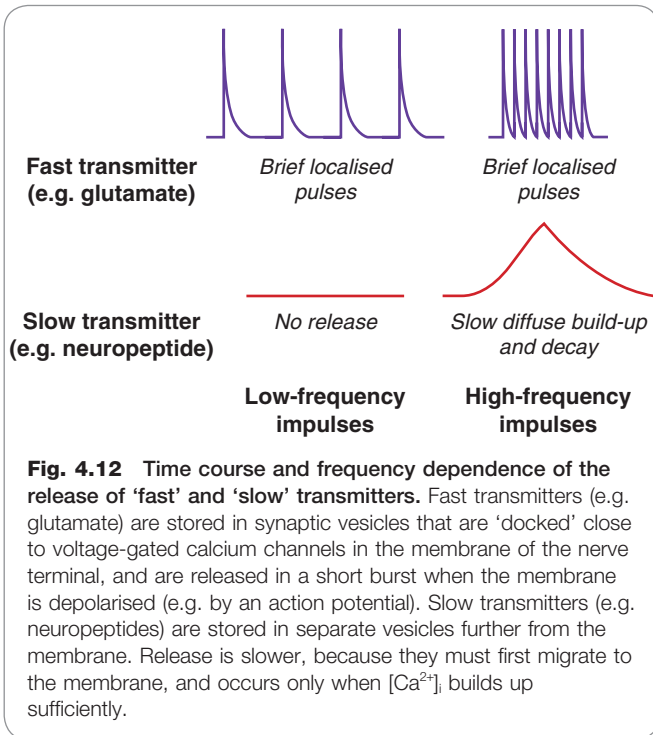 Fast transmitter
(e.g. glutamate)
Brief localised
pulses
Brief localised
pulses
Slow transmitter
(e.g. neuropeptide)
No release
Slow diffuse build-up
and decay
Low-frequency
impulses
High-frequency
impulses
Fig. 4.12 Time course and frequency dependence of the
release of ‘fast’ and ‘slow’ transmitters. Fast transmitters (e.g.
glutamate) are stored in synaptic vesicles that are ‘docked’ close
to voltage-gated calcium channels in the membrane of the nerve
terminal, and are released in a short burst when the membrane
is depolarised (e.g. by an action potential). Slow transmitters (e.g.
neuropeptides) are stored in separate vesicles further from the
membrane. Release is slower, because they must first migrate to
the membrane, and occurs only when [Ca²⁺]ᵢ builds up
sufficiently.